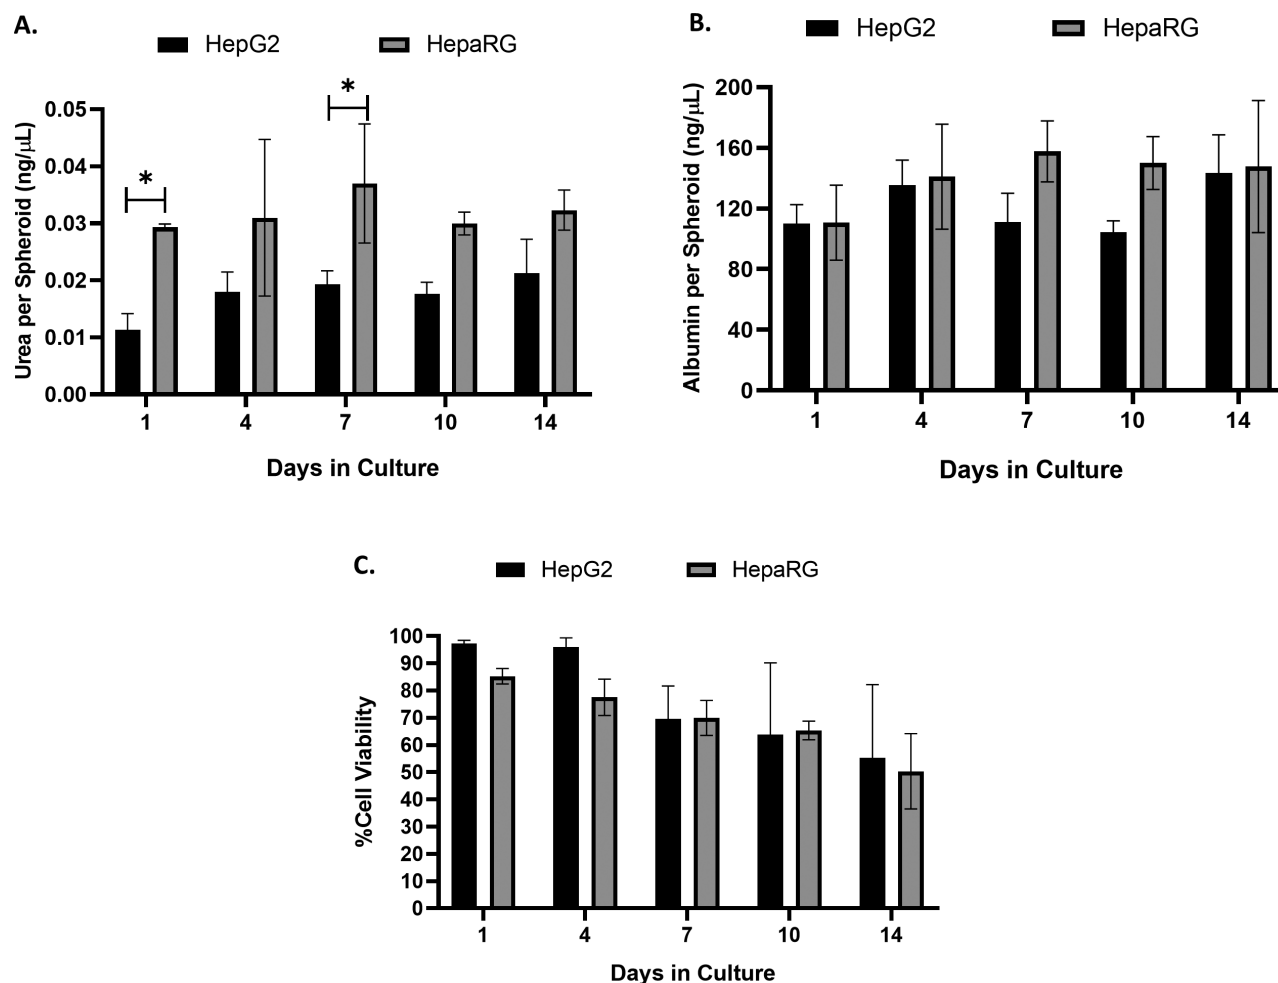 A.
HepG2 HepaRG
Urea per Spheroid (ng/μL)
0.05
0.04
0.03
0.02
0.01
0.00
*
*
1 4 7 10 14
Days in Culture
B.
HepG2 HepaRG
Albumin per Spheroid (ng/μL)
200
160
120
80
40
0
1 4 7 10 14
Days in Culture
C.
HepG2 HepaRG
%Cell Viability
100
90
80
70
60
50
40
30
20
10
0
1 4 7 10 14
Days in Culture